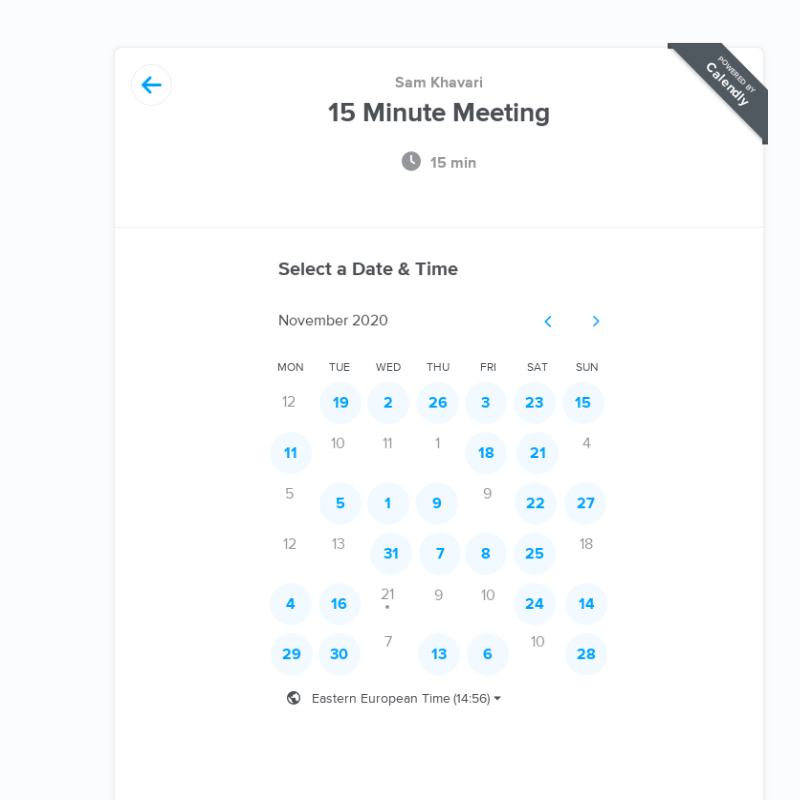 POWERED BY
Calendly
Sam Khavari
15 Minute Meeting
15 min
Select a Date & Time
November 2020
MON TUE WED THU FRI SAT SUN
12 19 2 26 3 23 15
11 10 11 1 18 21 4
5 5 1 9 9 22 27
12 13 31 7 8 25 18
4 16 21 9 10 24 14
29 30 7 13 6 10 28
Eastern European Time (14:56)